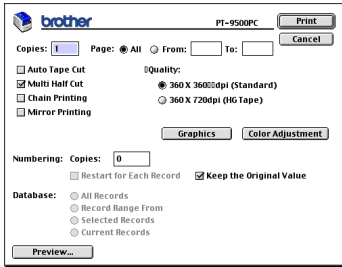 brother PT-9500PC Print
Cancel
Copies: 1 Page: All From: To:
Auto Tape Cut
Multi Half Cut
Chain Printing
Mirror Printing
Quality:
360 X 360 dpi (Standard)
360 X 720dpi (HG Tape)
Graphics Color Adjustment
Numbering: Copies: 0
Restart for Each Record Keep the Original Value
Database: All Records
Record Range From
Selected Records
Current Records
Preview...